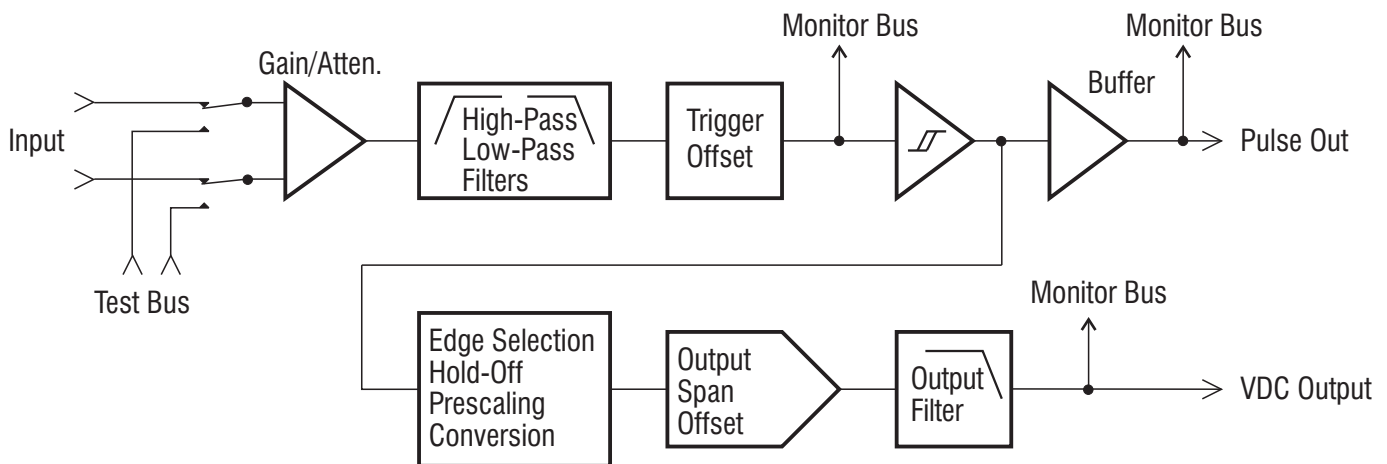 Monitor Bus
Monitor Bus
Gain/Atten.
Buffer
Input
High-Pass
Low-Pass
Filters
Trigger
Offset
Pulse Out
Test Bus
Monitor Bus
Edge Selection
Hold-Off
Prescaling
Conversion
Output
Span
Offset
Output
Filter
VDC Output